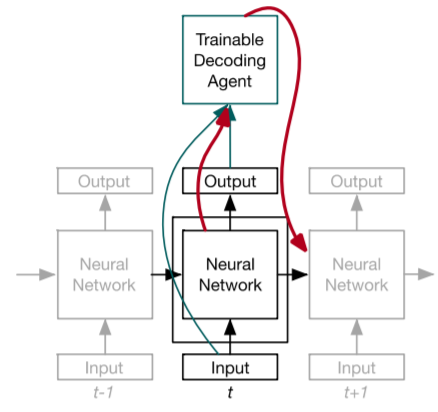 Trainable
Decoding
Agent
Output
Output
Output
Neural
Network
Neural
Network
Neural
Network
Input
Input
Input
t-1
t
t+1